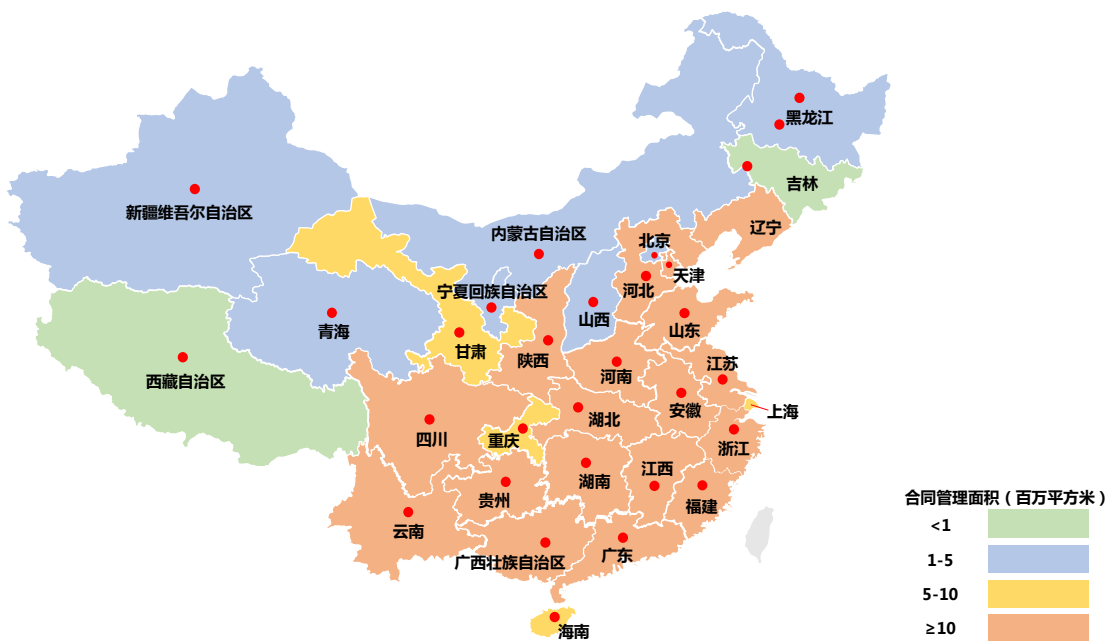 黑龙江
吉林
新疆维吾尔自治区
辽宁
内蒙古自治区
北京
天津
宁夏回族自治区
河北
山西
青海
山东
甘肃
陕西
西藏自治区
河南
江苏
安徽
上海
湖北
四川
重庆
浙江
江西
湖南
贵州
福建
云南
广西壮族自治区
广东
海南
合同管理面积（百万平方米）
<1
1-5
5-10
≥10